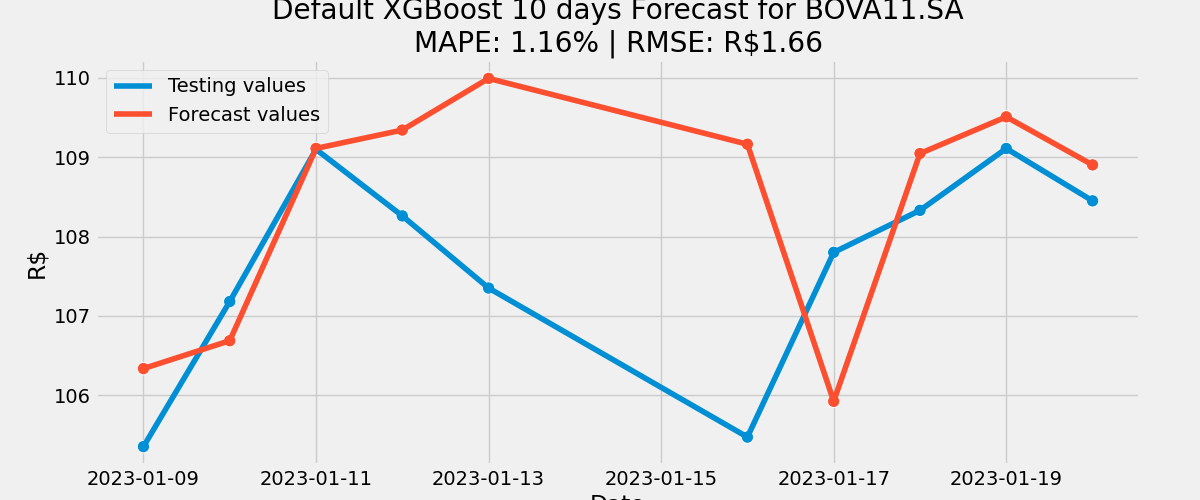 Default XGBoost 10 days Forecast for BOVA11.SA
MAPE: 1.16% | RMSE: R$1.66
Testing values
Forecast values
R$
110
109
108
107
106
2023-01-09
2023-01-11
2023-01-13
2023-01-15
2023-01-17
2023-01-19
Date